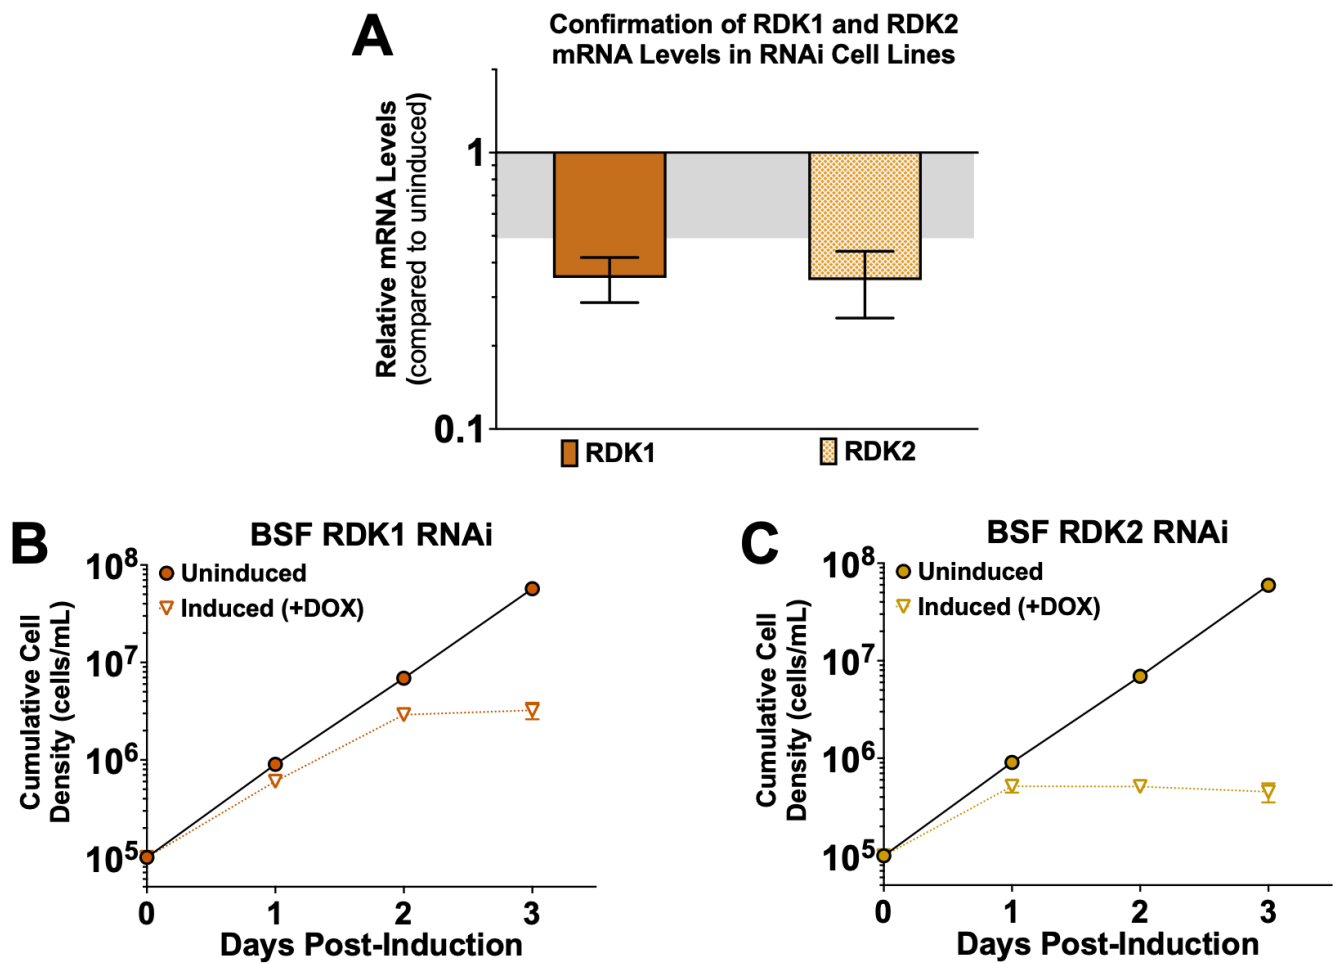 A
Confirmation of RDK1 and RDK2
mRNA Levels in RNAi Cell Lines
Relative mRNA Levels
(compared to uninduced)
1
0.1
RDK1
RDK2
B
BSF RDK1 RNAi
Cumulative Cell
Density (cells/mL)
10⁸
10⁷
10⁶
10⁵
Uninduced
Induced (+DOX)
0 1 2 3
Days Post-Induction
C
BSF RDK2 RNAi
Cumulative Cell
Density (cells/mL)
10⁸
10⁷
10⁶
10⁵
Uninduced
Induced (+DOX)
0 1 2 3
Days Post-Induction